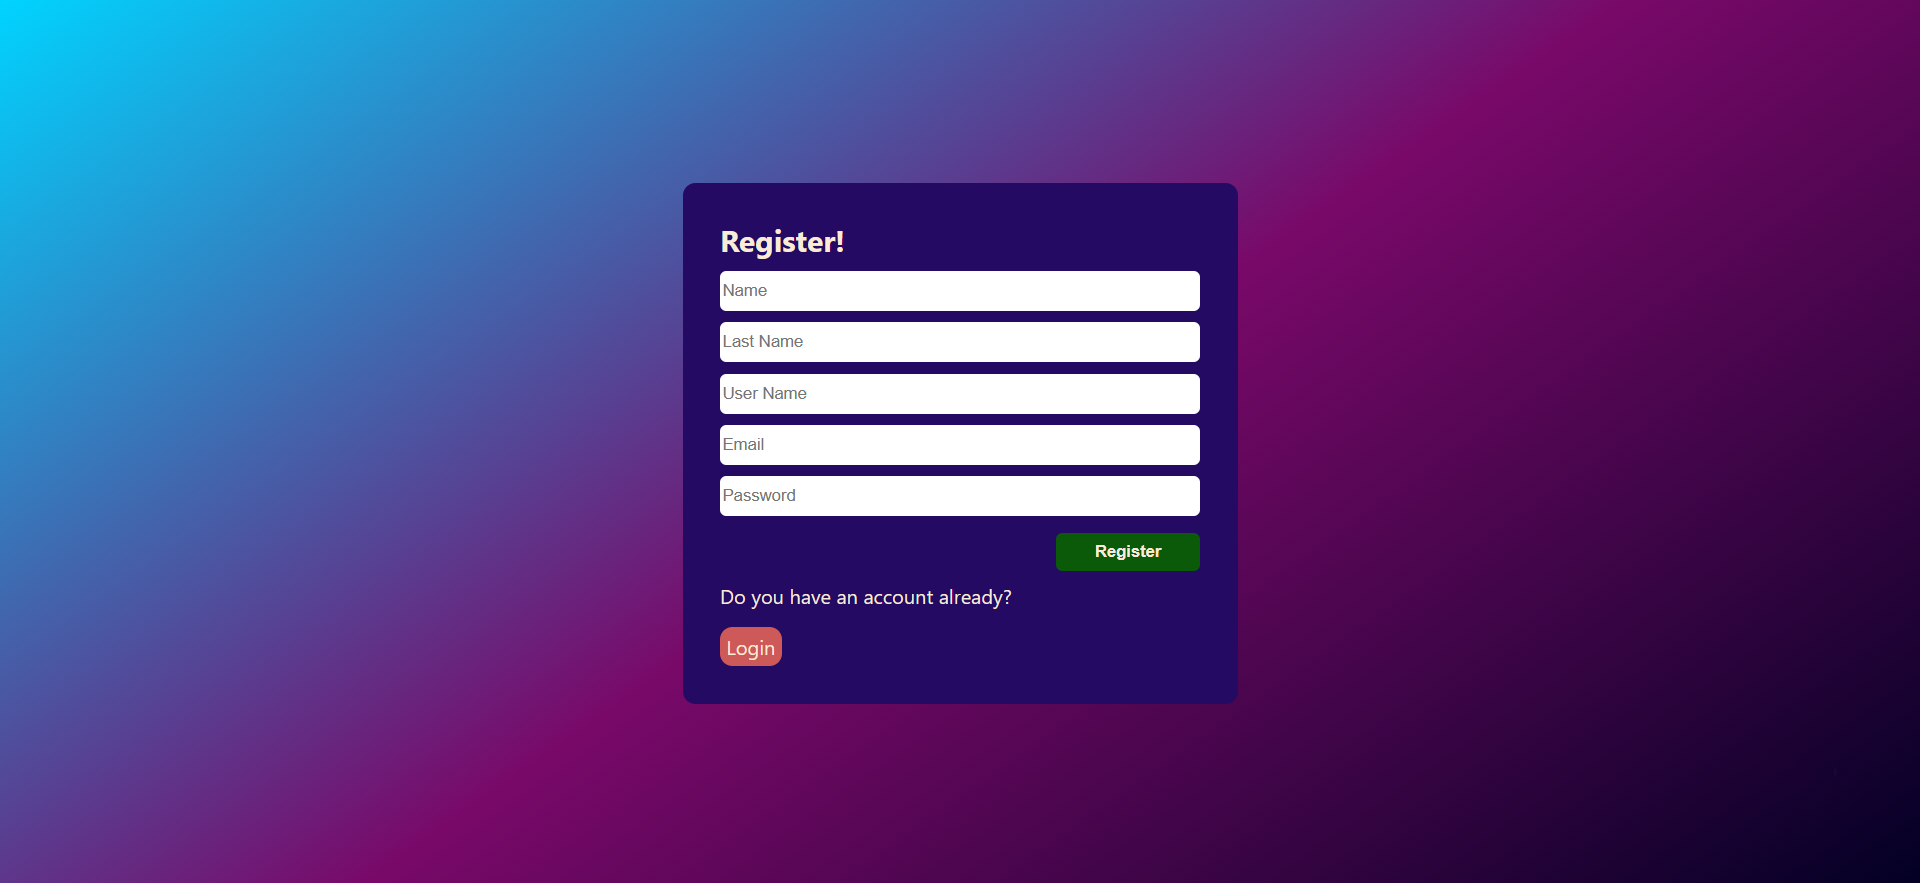 Register!
Name
Last Name
User Name
Email
Password
Register
Do you have an account already?
Login